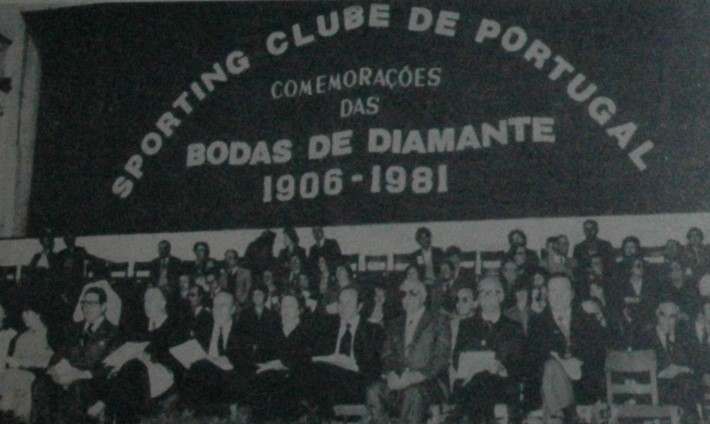 SPORTING CLUBE DE PORTUGAL
COMEMORAÇÕES
DAS
BODAS DE DIAMANTE
1906-1981